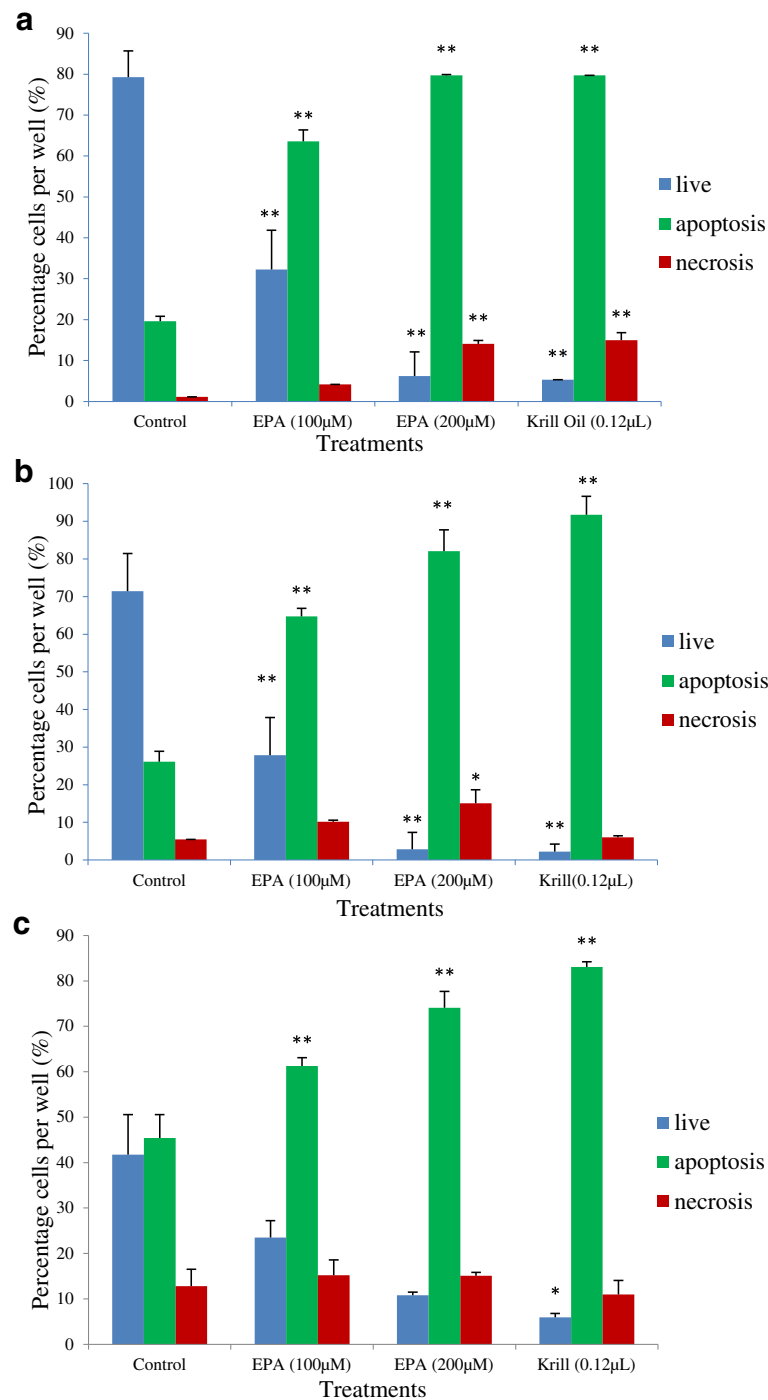 a
90
80
70
60
50
40
30
20
10
0
Percentage cells per well (%)
** ** ** ** ** ** ** **
live
apoptosis
necrosis
Control EPA (100µM) EPA (200µM) Krill Oil (0.12µL)
Treatments
b
100
90
80
70
60
50
40
30
20
10
0
Percentage cells per well (%)
** ** ** ** * ** **
live
apoptosis
necrosis
Control EPA (100µM) EPA (200µM) Krill(0.12µL)
Treatments
c
90
80
70
60
50
40
30
20
10
0
Percentage cells per well (%)
** ** * **
live
apoptosis
necrosis
Control EPA (100µM) EPA (200µM) Krill (0.12µL)
Treatments